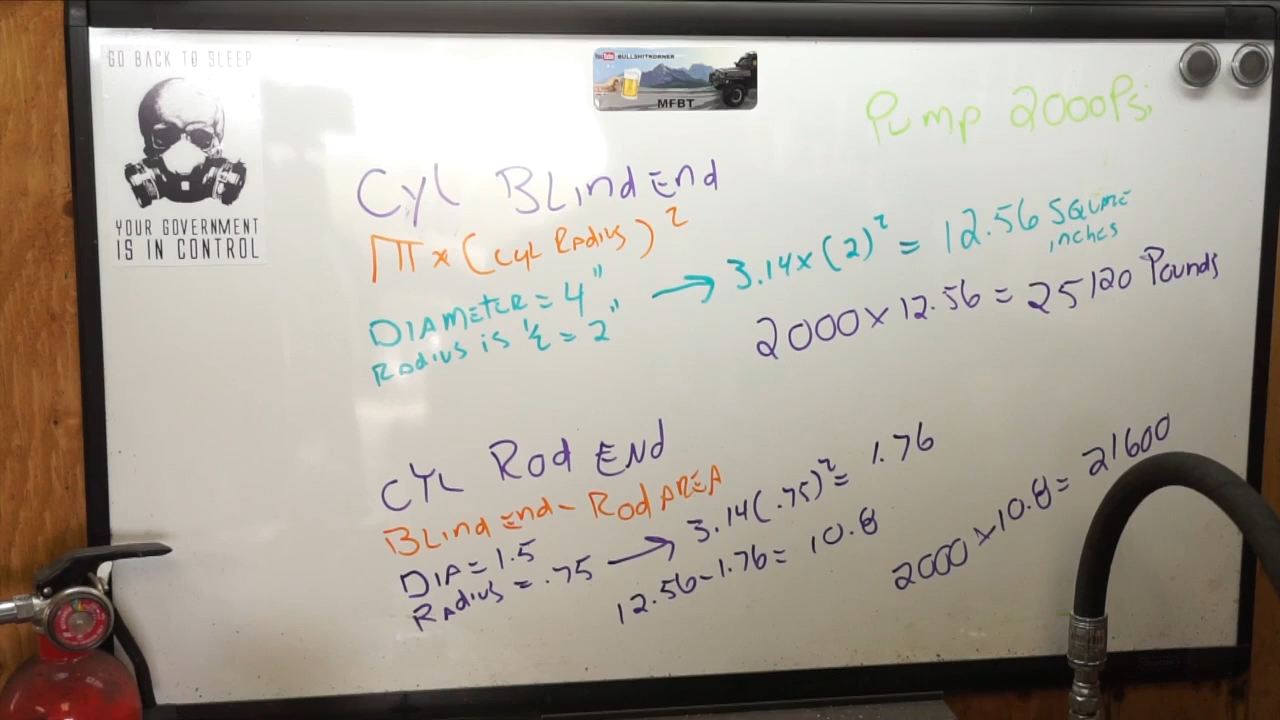 GO BACK TO SLEEP
YOUR GOVERNMENT
IS IN CONTROL
YouTube BULLSHITKORNER
MFBT
Pump 2000PSi
CYL BLind End
Π x (CYL RADiUS)²
DIAMETER = 4"
RADiUS is 1/2 = 2"
→ 3.14 x (2)² = 12.56 SQUARE inches
2000 x 12.56 = 25120 Pounds
CYL Rod END
BLind End - Rod AREA
DIA = 1.5
RADiUS = .75 → 3.14(.75)² = 1.76
12.56 - 1.76 = 10.8
2000 x 10.8 = 21600